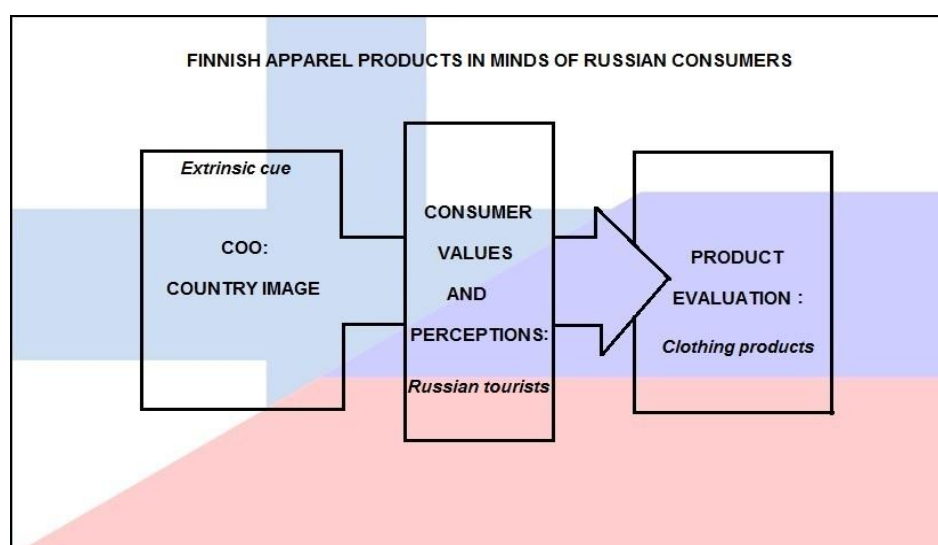 FINNISH APPAREL PRODUCTS IN MINDS OF RUSSIAN CONSUMERS
Extrinsic cue
COO:
COUNTRY IMAGE
CONSUMER
VALUES
AND
PERCEPTIONS:
Russian tourists
PRODUCT
EVALUATION :
Clothing products